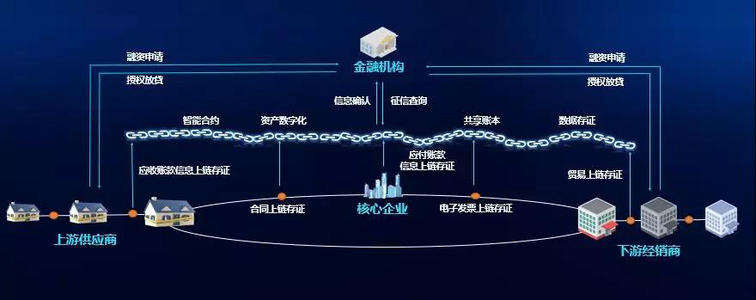 金融机构
融资申请
授权放贷
融资申请
授权放贷
信息确认
征信查询
智能合约
资产数字化
共享账本
数据存证
应收账款信息上链存证
应付账款
信息上链存证
贸易上链存证
合同上链存证
核心企业
电子发票上链存证
上游供应商
下游经销商